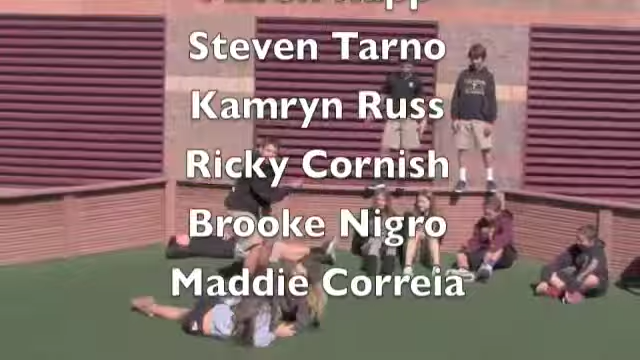 Steven Tarno
Kamryn Russ
Ricky Cornish
Brooke Nigro
Maddie Correia